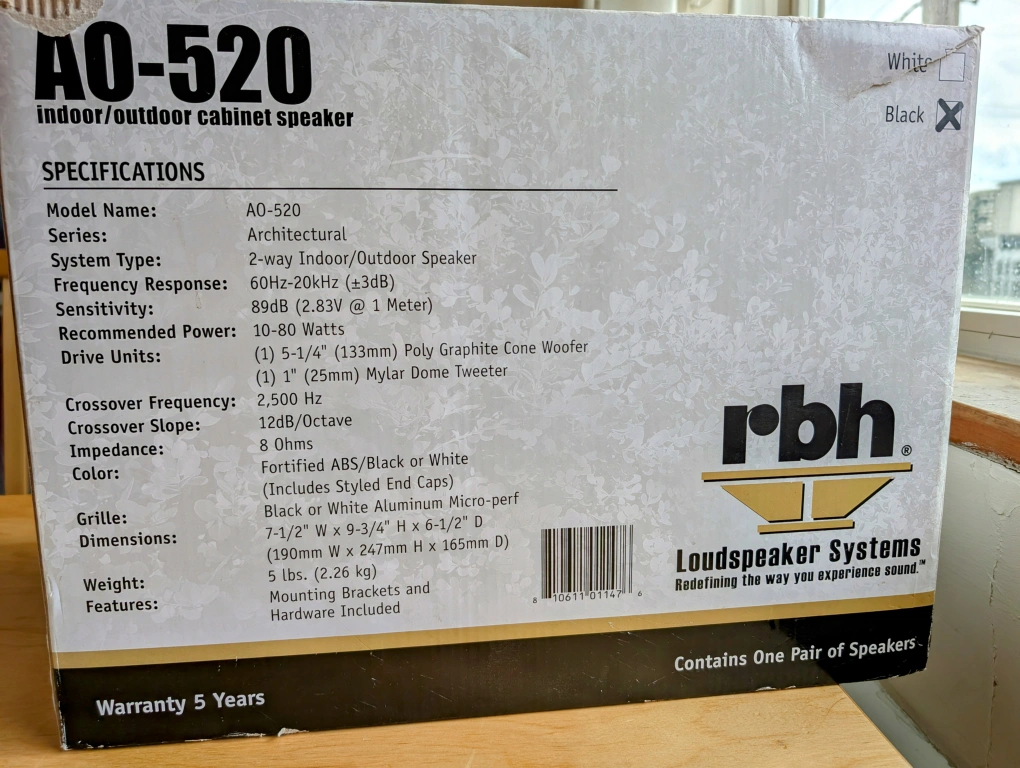 AO-520
indoor/outdoor cabinet speaker
White
Black
SPECIFICATIONS
Model Name: AO-520
Series: Architectural
System Type: 2-way Indoor/Outdoor Speaker
Frequency Response: 60Hz-20kHz (±3dB)
Sensitivity: 89dB (2.83V @ 1 Meter)
Recommended Power: 10-80 Watts
Drive Units: (1) 5-1/4" (133mm) Poly Graphite Cone Woofer
(1) 1" (25mm) Mylar Dome Tweeter
Crossover Frequency: 2,500 Hz
Crossover Slope: 12dB/Octave
Impedance: 8 Ohms
Color: Fortified ABS/Black or White
(Includes Styled End Caps)
Grille: Black or White Aluminum Micro-perf
Dimensions: 7-1/2" W x 9-3/4" H x 6-1/2" D
(190mm W x 247mm H x 165mm D)
Weight: 5 lbs. (2.26 kg)
Features: Mounting Brackets and
Hardware Included
8 10611 01147 6
rbh®
Loudspeaker Systems
Redefining the way you experience sound.™
Contains One Pair of Speakers
Warranty 5 Years